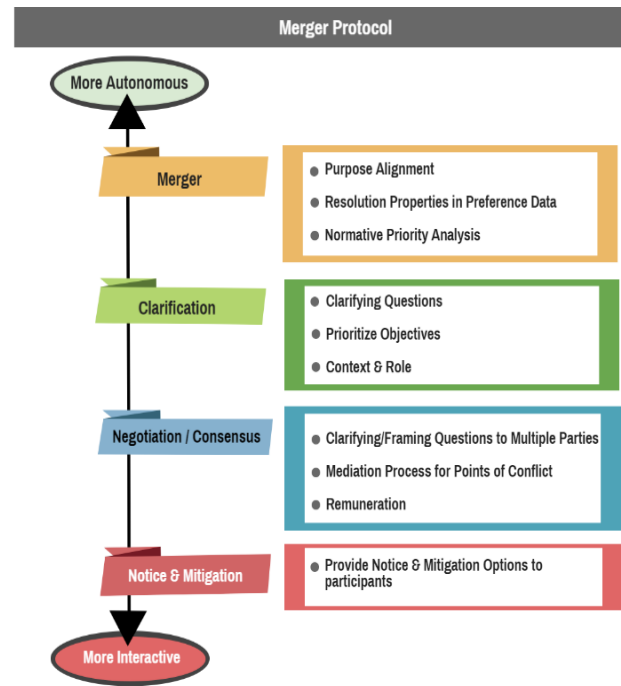 Merger Protocol
More Autonomous
Merger
Purpose Alignment
Resolution Properties in Preference Data
Normative Priority Analysis
Clarification
Clarifying Questions
Prioritize Objectives
Context & Role
Negotiation / Consensus
Clarifying/Framing Questions to Multiple Parties
Mediation Process for Points of Conflict
Remuneration
Notice & Mitigation
Provide Notice & Mitigation Options to
participants
More Interactive